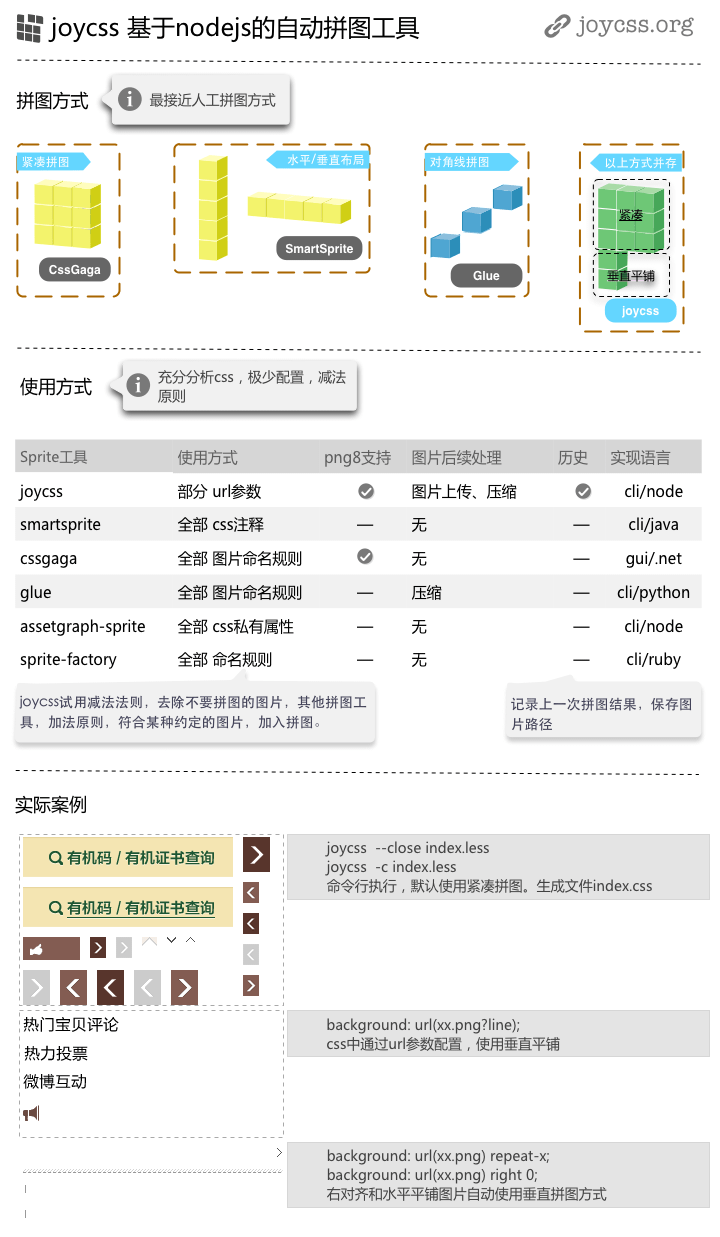 joycss 基于nodejs的自动拼图工具
joycss.org
拼图方式
最接近人工拼图方式
紧凑拼图
水平/垂直布局
对角线拼图
以上方式并存
紧凑
垂直平铺
CssGaga
SmartSprite
Glue
joycss
使用方式
充分分析css，极少配置，减法
原则
Sprite工具 使用方式 png8支持 图片后续处理 历史 实现语言
joycss 部分 url参数 图片上传、压缩 cli/node
smartsprite 全部 css注释 — 无 — cli/java
cssgaga 全部 图片命名规则 无 — gui/.net
glue 全部 图片命名规则 — 压缩 — cli/python
assetgraph-sprite 全部 css私有属性 — 无 — cli/node
sprite-factory 全部 命名规则 — 无 — cli/ruby
joycss试用减法法则，去除不要拼图的图片，其他拼图工
具，加法原则，符合某种约定的图片，加入拼图。
记录上一次拼图结果，保存图
片路径
实际案例
有机码 / 有机证书查询
有机码 / 有机证书查询
joycss --close index.less
joycss -c index.less
命令行执行，默认使用紧凑拼图。生成文件index.css
热门宝贝评论
热力投票
微博互动
background: url(xx.png?line);
css中通过url参数配置，使用垂直平铺
background: url(xx.png) repeat-x;
background: url(xx.png) right 0;
右对齐和水平平铺图片自动使用垂直拼图方式